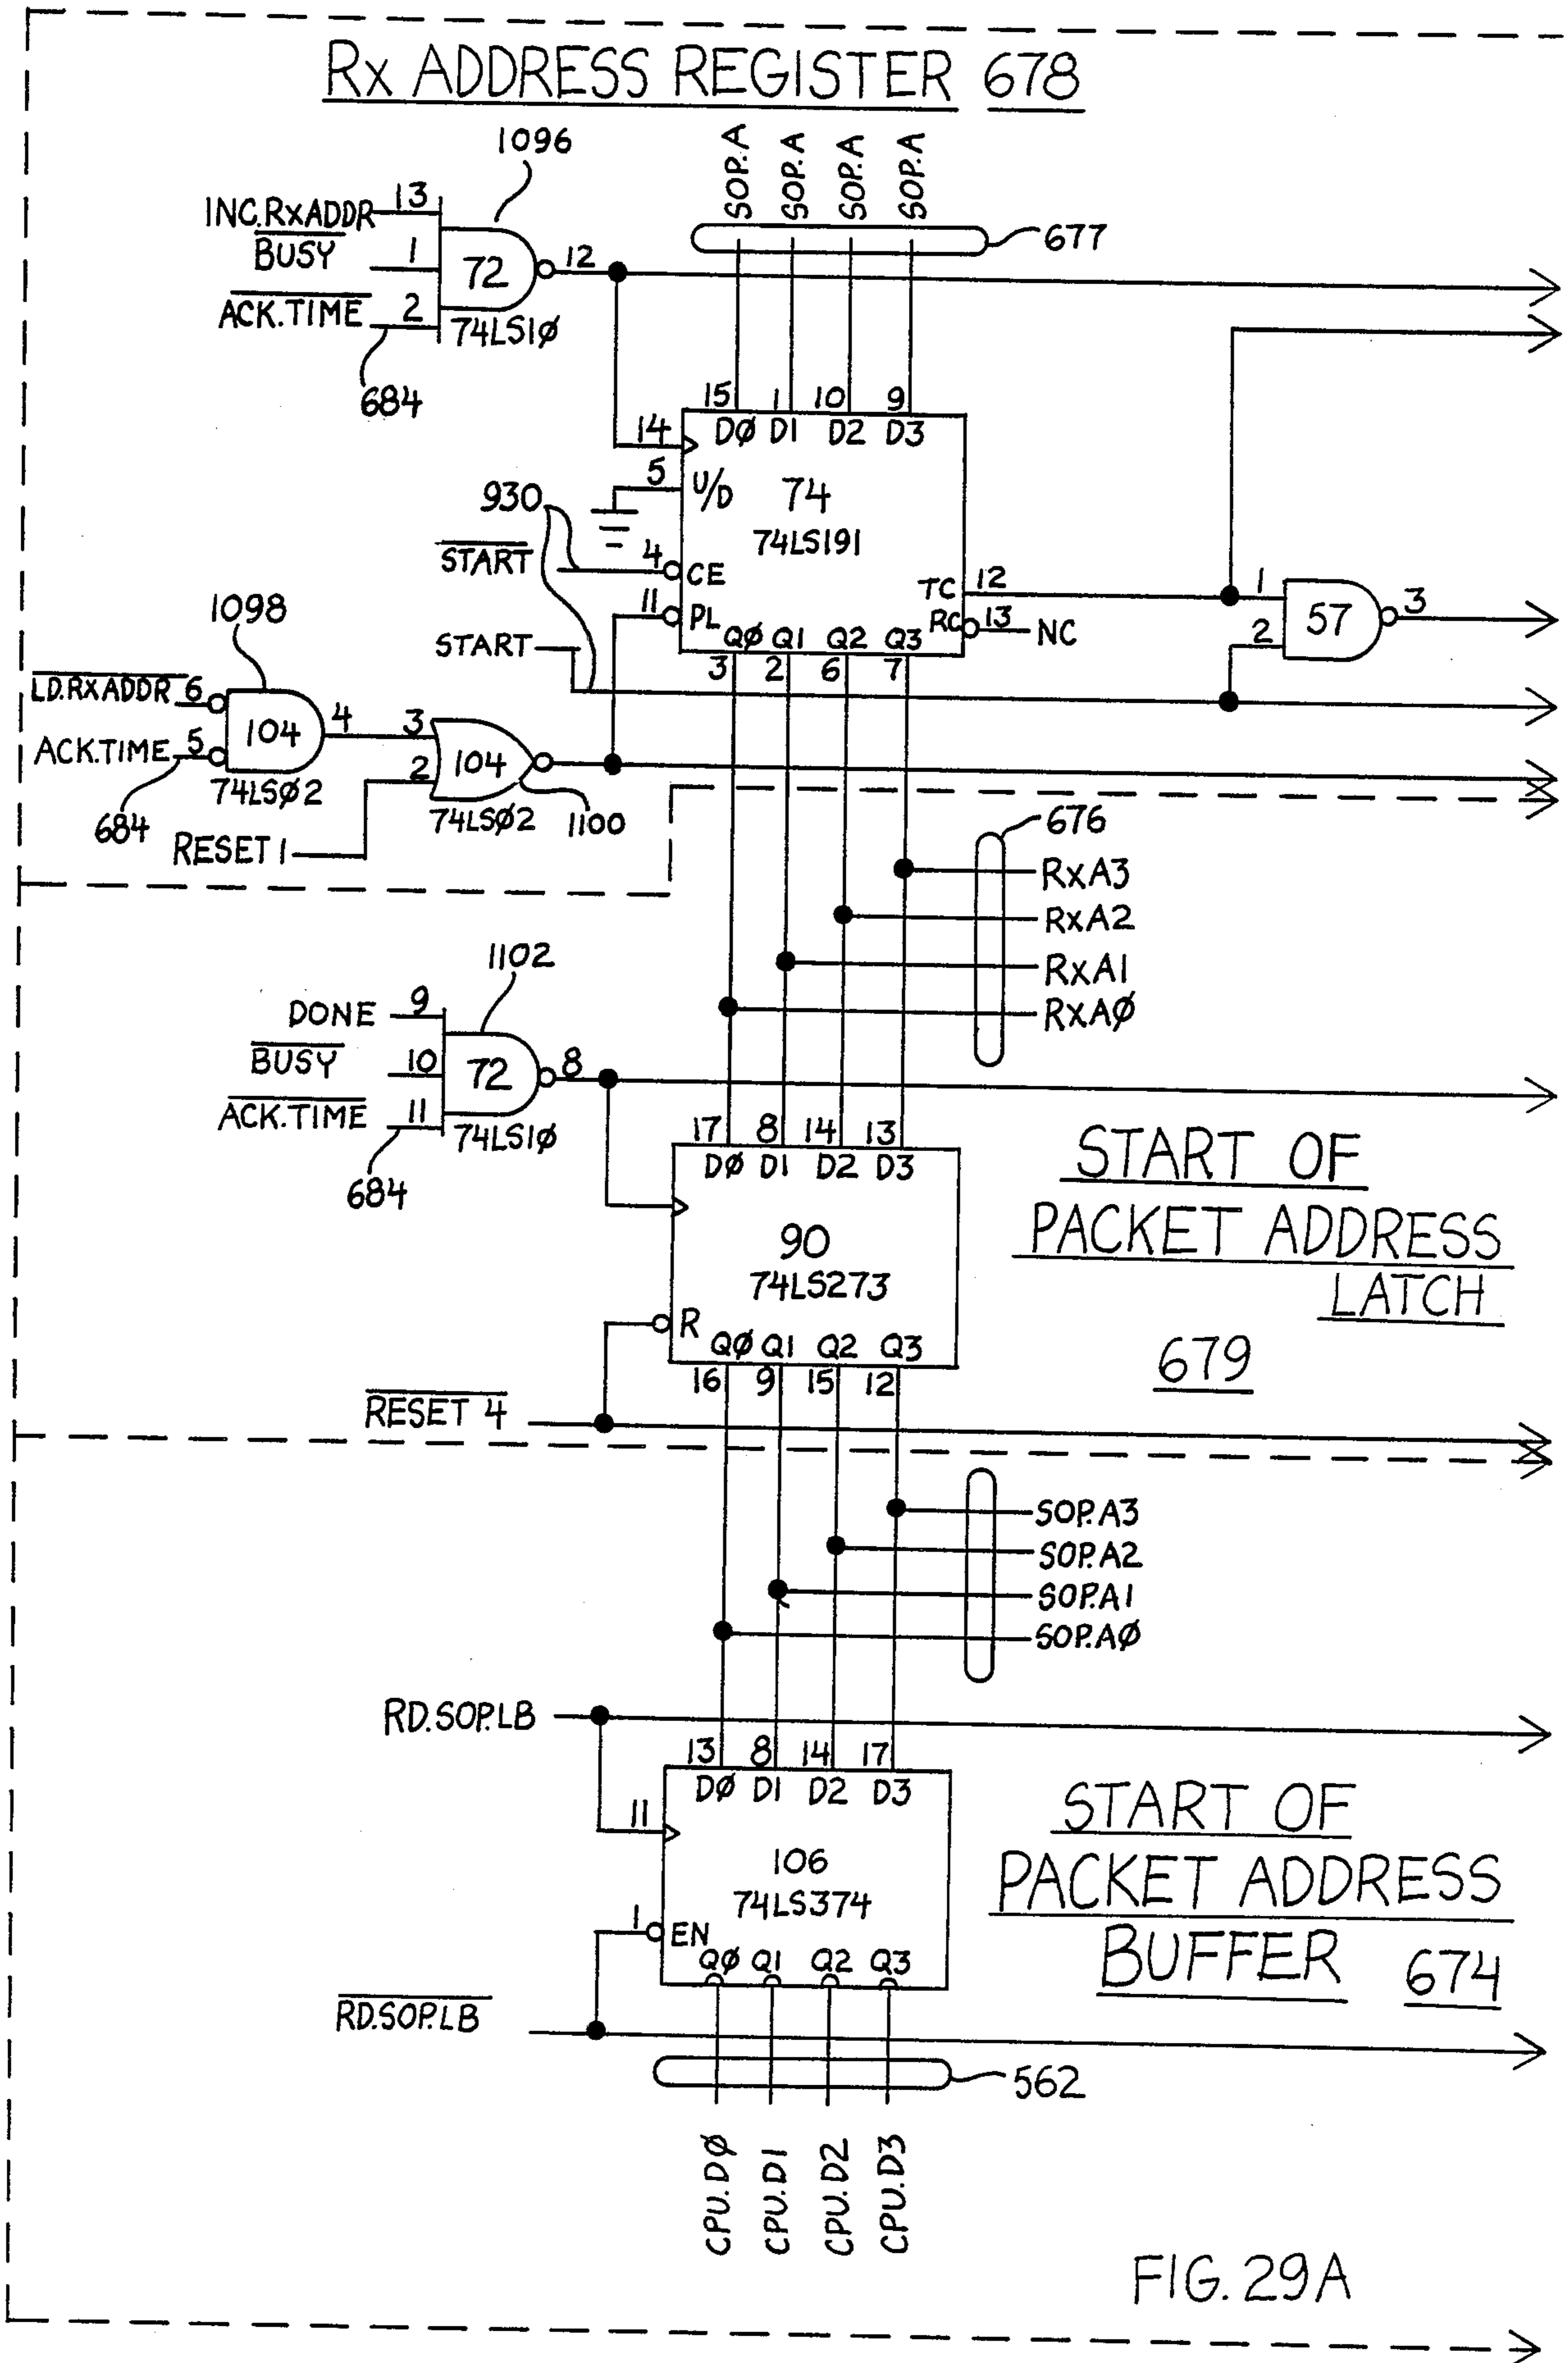 Rx ADDRESS REGISTER 678
1096
SOP.A SOP.A SOP.A SOP.A
677
INC.RxADDR 13
BUSY 1
ACK.TIME 2
72
12
74LS1Ø
684
15 1 10 9
DØ D1 D2 D3
14
5 U/D
74
74LS191
930
START 4 CE
11 PL
TC 12
RC 13 NC
QØ Q1 Q2 Q3
3 2 6 7
1
2
57
3
START
1098
LD.RXADDR 6
ACK.TIME 5
104
4
74LSØ2
684
3
2
104
74LSØ2
1100
RESET 1
676
RxA3
RxA2
RxA1
RxAØ
1102
DONE 9
BUSY 10
ACK.TIME 11
72
8
74LS1Ø
684
17 8 14 13
DØ D1 D2 D3
90
74LS273
R
QØ Q1 Q2 Q3
16 9 15 12
START OF
PACKET ADDRESS
LATCH
679
RESET 4
SOP.A3
SOP.A2
SOP.A1
SOP.AØ
RD.SOP.LB
13 8 14 17
DØ D1 D2 D3
11
106
74LS374
1 EN
QØ Q1 Q2 Q3
START OF
PACKET ADDRESS
BUFFER 674
RD.SOP.LB
562
CPU.DØ CPU.D1 CPU.D2 CPU.D3
FIG. 29A